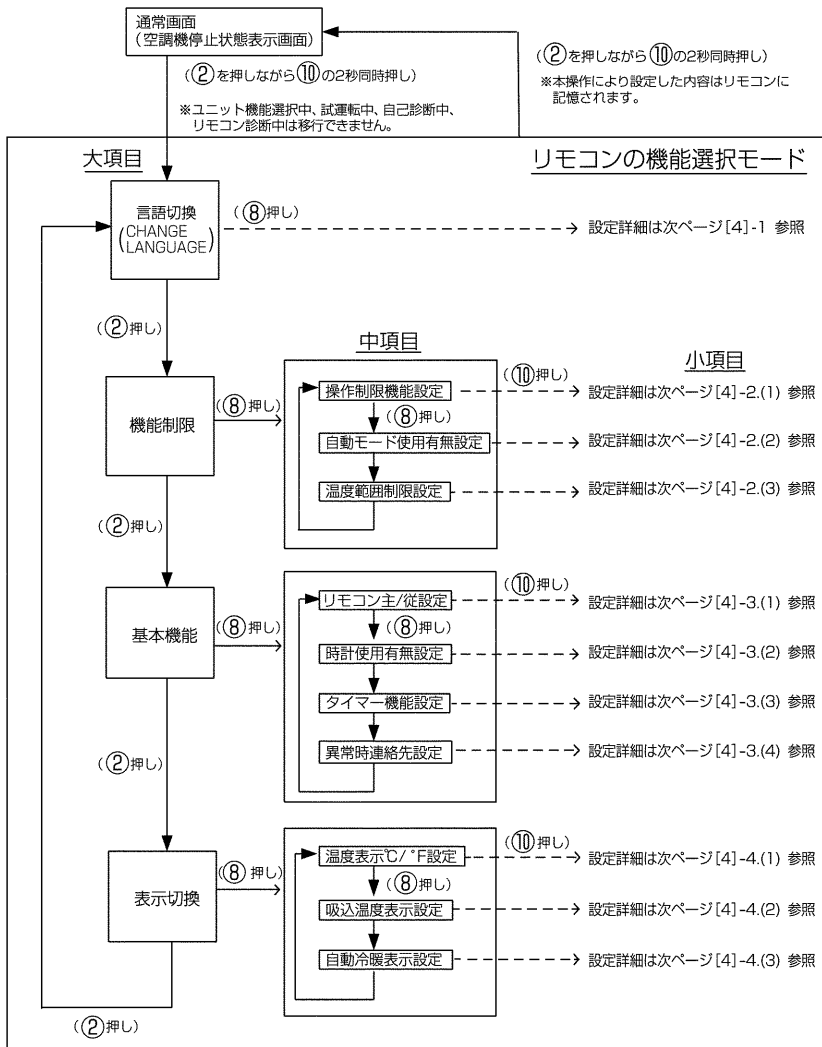 通常画面
(空調機停止状態表示画面)
(②を押しながら⑩の2秒同時押し)
※ユニット機能選択中、試運転中、自己診断中、
リモコン診断中は移行できません。
(②を押しながら⑩の2秒同時押し)
※本操作により設定した内容はリモコンに
記憶されます。
大項目
リモコンの機能選択モード
言語切換
(CHANGE
LANGUAGE)
(⑧押し)
設定詳細は次ページ[4]-1 参照
(②押し)
中項目
小項目
機能制限
(⑧押し)
操作制限機能設定
(⑩押し)
設定詳細は次ページ[4]-2.(1) 参照
(⑧押し)
自動モード使用有無設定
設定詳細は次ページ[4]-2.(2) 参照
温度範囲制限設定
設定詳細は次ページ[4]-2.(3) 参照
(②押し)
基本機能
(⑧押し)
リモコン主/従設定
(⑩押し)
設定詳細は次ページ[4]-3.(1) 参照
(⑧押し)
時計使用有無設定
設定詳細は次ページ[4]-3.(2) 参照
タイマー機能設定
設定詳細は次ページ[4]-3.(3) 参照
異常時連絡先設定
設定詳細は次ページ[4]-3.(4) 参照
(②押し)
表示切換
(⑧押し)
温度表示℃/°F設定
(⑩押し)
設定詳細は次ページ[4]-4.(1) 参照
(⑧押し)
吸込温度表示設定
設定詳細は次ページ[4]-4.(2) 参照
自動冷暖表示設定
設定詳細は次ページ[4]-4.(3) 参照
(②押し)